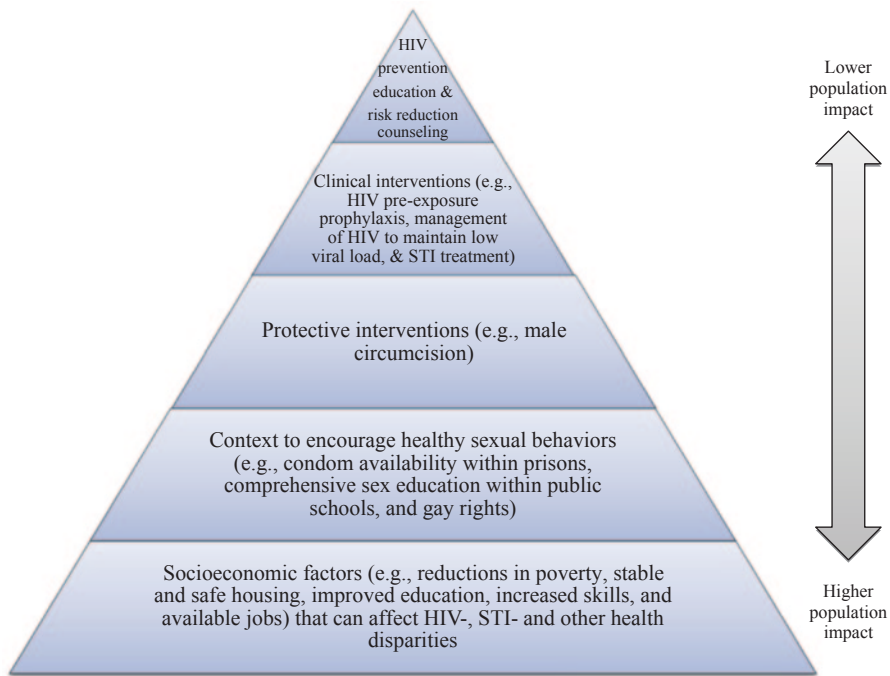 HIV
prevention
education &
risk reduction
counseling
Lower
population
impact
Clinical interventions (e.g.,
HIV pre-exposure
prophylaxis, management
of HIV to maintain low
viral load, & STI treatment)
Protective interventions (e.g., male
circumcision)
Context to encourage healthy sexual behaviors
(e.g., condom availability within prisons,
comprehensive sex education within public
schools, and gay rights)
Socioeconomic factors (e.g., reductions in poverty, stable
and safe housing, improved education, increased skills, and
available jobs) that can affect HIV-, STI- and other health
disparities
Higher
population
impact